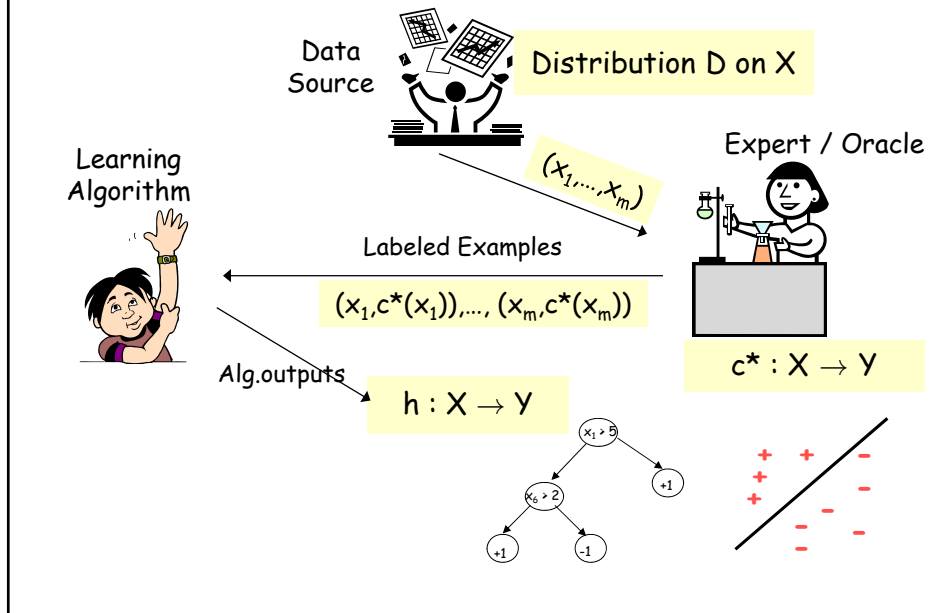 Data
Source
Distribution D on X
Expert / Oracle
(x₁,...,xₘ)
Learning
Algorithm
Labeled Examples
(x₁,c*(x₁)),..., (xₘ,c*(xₘ))
c* : X → Y
Alg.outputs
h : X → Y
x₁ > 5
x₆ > 2
+1
+1
-1
+ + −
+ −
+ −
− −
−